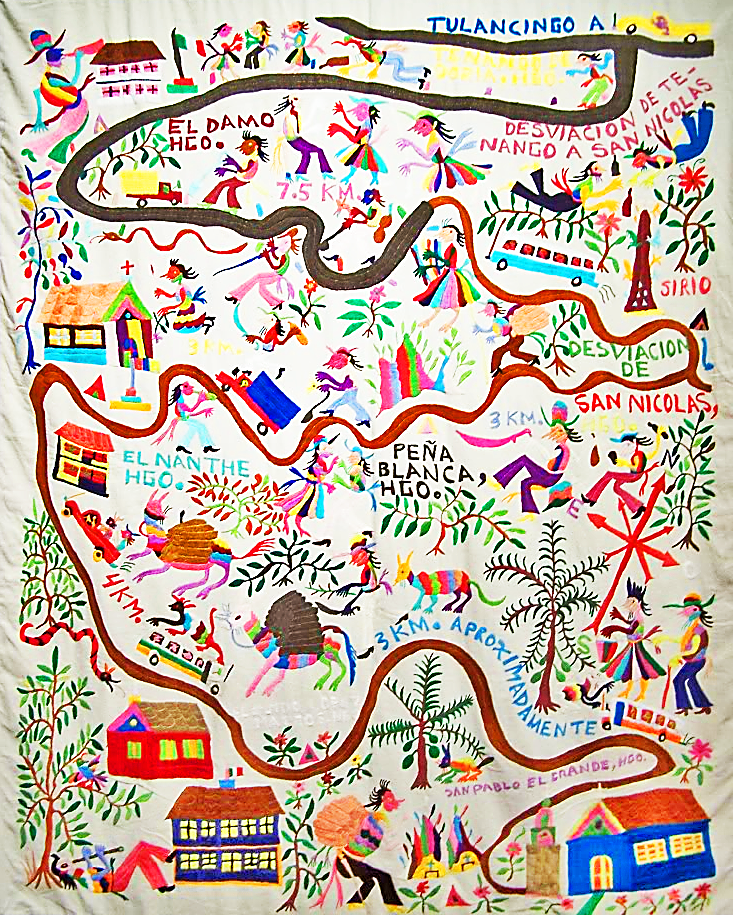 TULANCINGO A!
TENANGO DE
DORIA, HGO.
DESVIACION DE TE-
NANGO A SAN NICOLAS
EL DAMO
HGO.
7.5 KM.
SIRIO
3 KM.
DESVIACION
DE
SAN NICOLAS,
HGO.
3 KM.
PEÑA
BLANCA,
HGO.
EL NANTHE
HGO.
N
E
O
S
4 KM.
3 KM. APROXIMADAMENTE
SAN PABLO EL GRANDE, HGO.